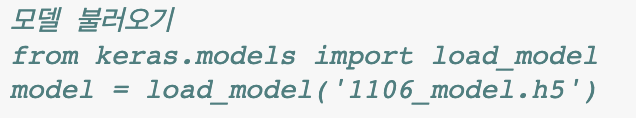 모델 불러오기
from keras.models import load_model
model = load_model('1106_model.h5')